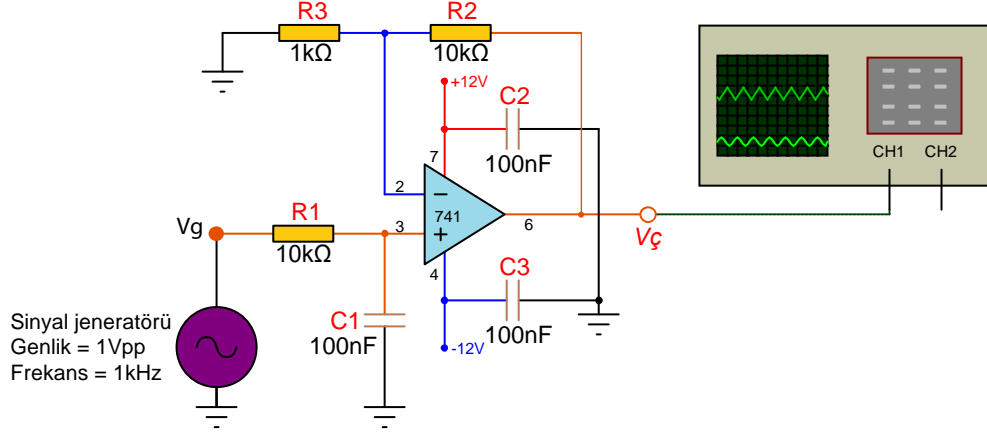 R3
1kΩ
R2
10kΩ
+12V
C2
100nF
7
2
741
3
6
4
Vg
R1
10kΩ
Vç
C3
100nF
-12V
C1
100nF
Sinyal jeneratörü
Genlik = 1Vpp
Frekans = 1kHz
CH1
CH2